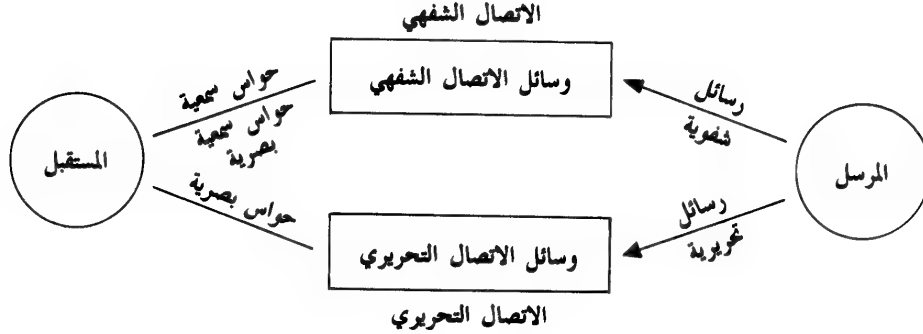 الاتصال الشفهي
وسائل الاتصال الشفهي
رسائل
شفوية
حواس سمعية
حواس سمعية
بصرية
المرسل
المستقبل
رسائل
تحريرية
حواس بصرية
وسائل الاتصال التحريري
الاتصال التحريري